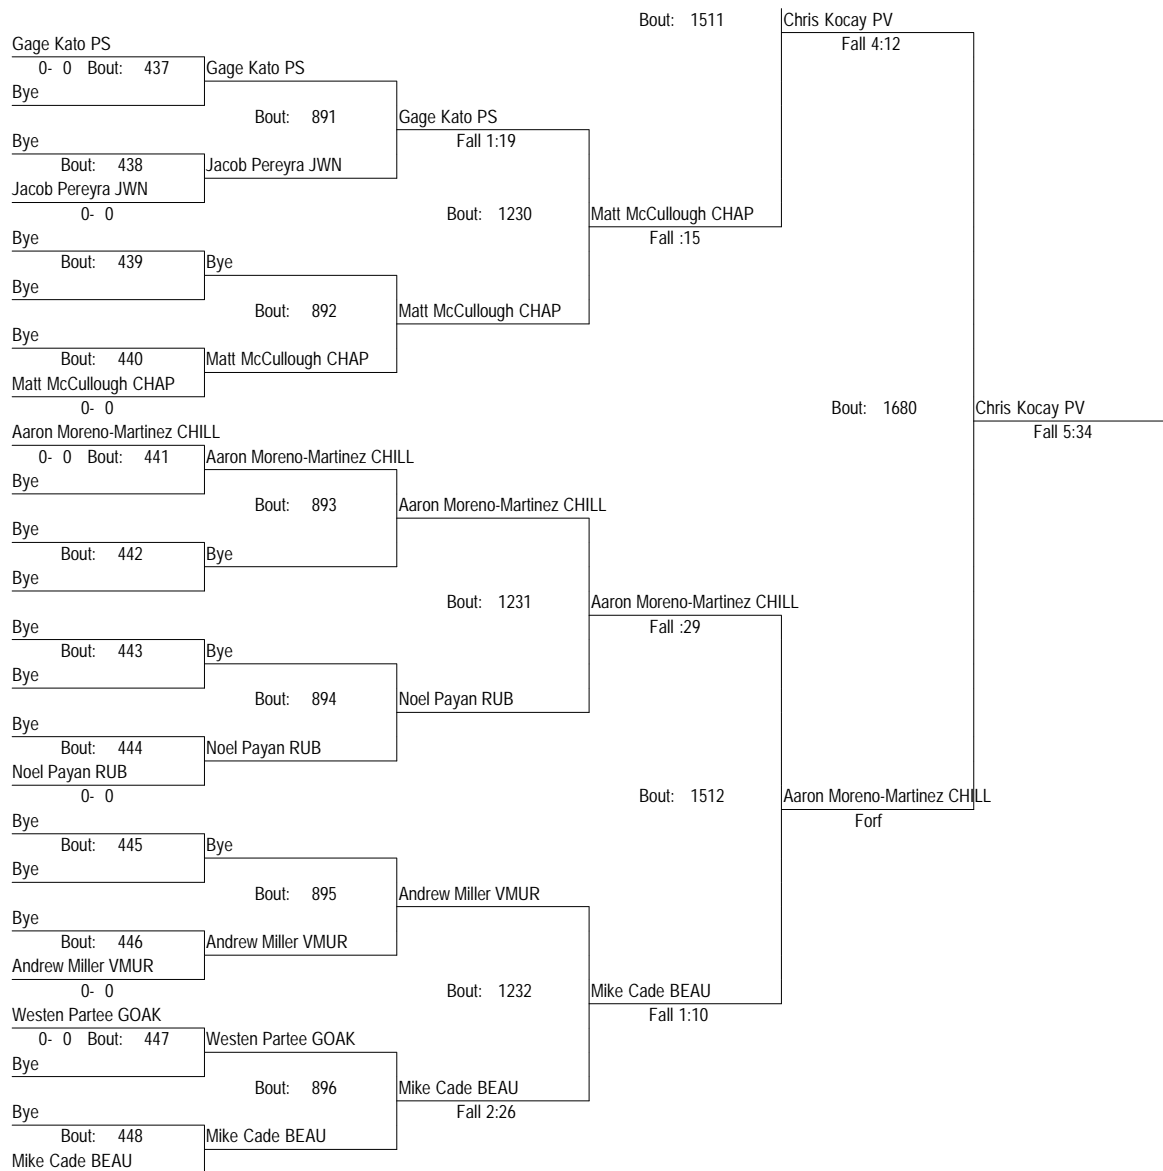 Bout: 1511
Chris Kocay PV
Fall 4:12
Gage Kato PS
0- 0 Bout: 437
Gage Kato PS
Bye
Bout: 891
Gage Kato PS
Fall 1:19
Bye
Bout: 438
Jacob Pereyra JWN
Jacob Pereyra JWN
0- 0
Bout: 1230
Matt McCullough CHAP
Fall :15
Bye
Bout: 439
Bye
Bye
Bout: 892
Matt McCullough CHAP
Bye
Bout: 440
Matt McCullough CHAP
Matt McCullough CHAP
0- 0
Bout: 1680
Chris Kocay PV
Fall 5:34
Aaron Moreno-Martinez CHILL
0- 0 Bout: 441
Aaron Moreno-Martinez CHILL
Bye
Bout: 893
Aaron Moreno-Martinez CHILL
Bye
Bout: 442
Bye
Bye
Bout: 1231
Aaron Moreno-Martinez CHILL
Fall :29
Bye
Bout: 443
Bye
Bye
Bout: 894
Noel Payan RUB
Bye
Bout: 444
Noel Payan RUB
Noel Payan RUB
0- 0
Bout: 1512
Aaron Moreno-Martinez CHILL
Forf
Bye
Bout: 445
Bye
Bye
Bout: 895
Andrew Miller VMUR
Bye
Bout: 446
Andrew Miller VMUR
Andrew Miller VMUR
0- 0
Bout: 1232
Mike Cade BEAU
Fall 1:10
Westen Partee GOAK
0- 0 Bout: 447
Westen Partee GOAK
Bye
Bout: 896
Mike Cade BEAU
Fall 2:26
Bye
Bout: 448
Mike Cade BEAU
Mike Cade BEAU